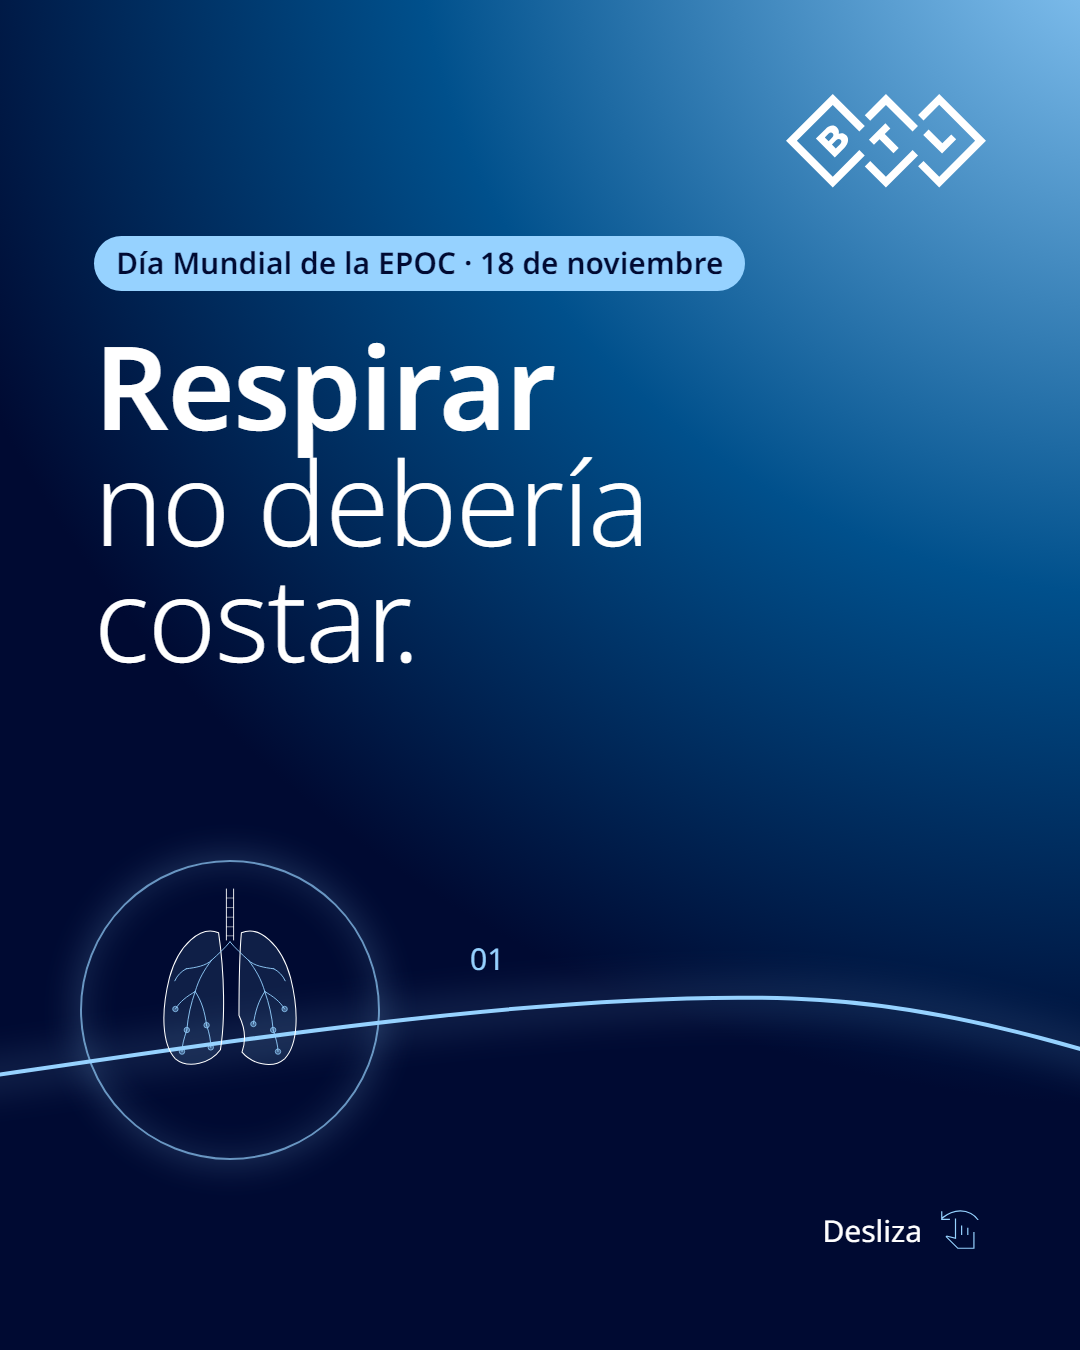 BTL
Día Mundial de la EPOC · 18 de noviembre
Respirar
no debería
costar.
01
Desliza